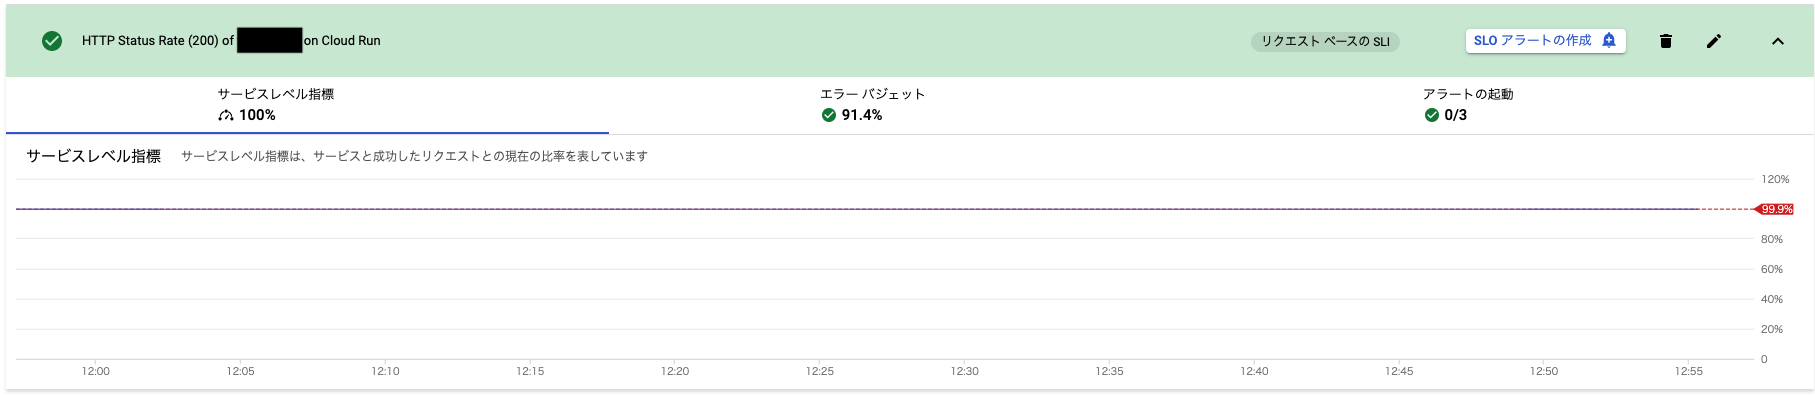 HTTP Status Rate (200) of on Cloud Run
リクエスト ベースの SLI
SLO アラートの作成
サービスレベル指標
100%
エラー バジェット
91.4%
アラートの起動
0/3
サービスレベル指標 サービスレベル指標は、サービスと成功したリクエストとの現在の比率を表しています
120%
99.9%
80%
60%
40%
20%
0
12:00 12:05 12:10 12:15 12:20 12:25 12:30 12:35 12:40 12:45 12:50 12:55